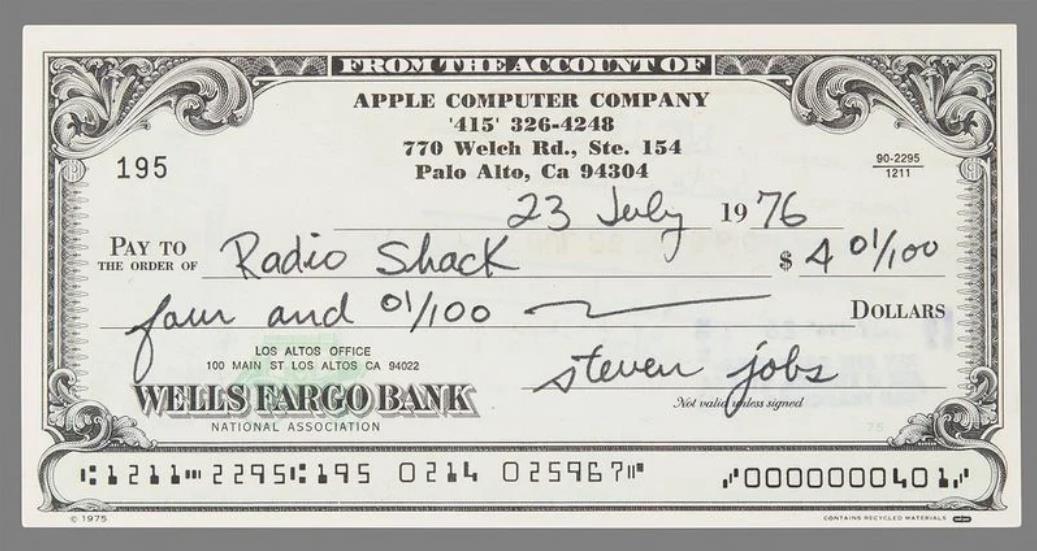 FROM THE ACCOUNT OF
APPLE COMPUTER COMPANY
'415' 326-4248
770 Welch Rd., Ste. 154
Palo Alto, Ca 94304
195
90-2295
1211
23 July 1976
PAY TO THE ORDER OF Radio Shack $ 4 01/100
four and 01/100 DOLLARS
LOS ALTOS OFFICE
100 MAIN ST LOS ALTOS CA 94022
WELLS FARGO BANK
NATIONAL ASSOCIATION
steven jobs
Not valid unless signed
75
⑆1211⑉2295⑆195 0214 025967⑈ ⑇0000000401⑇
© 1975
CONTAINS RECYCLED MATERIALS